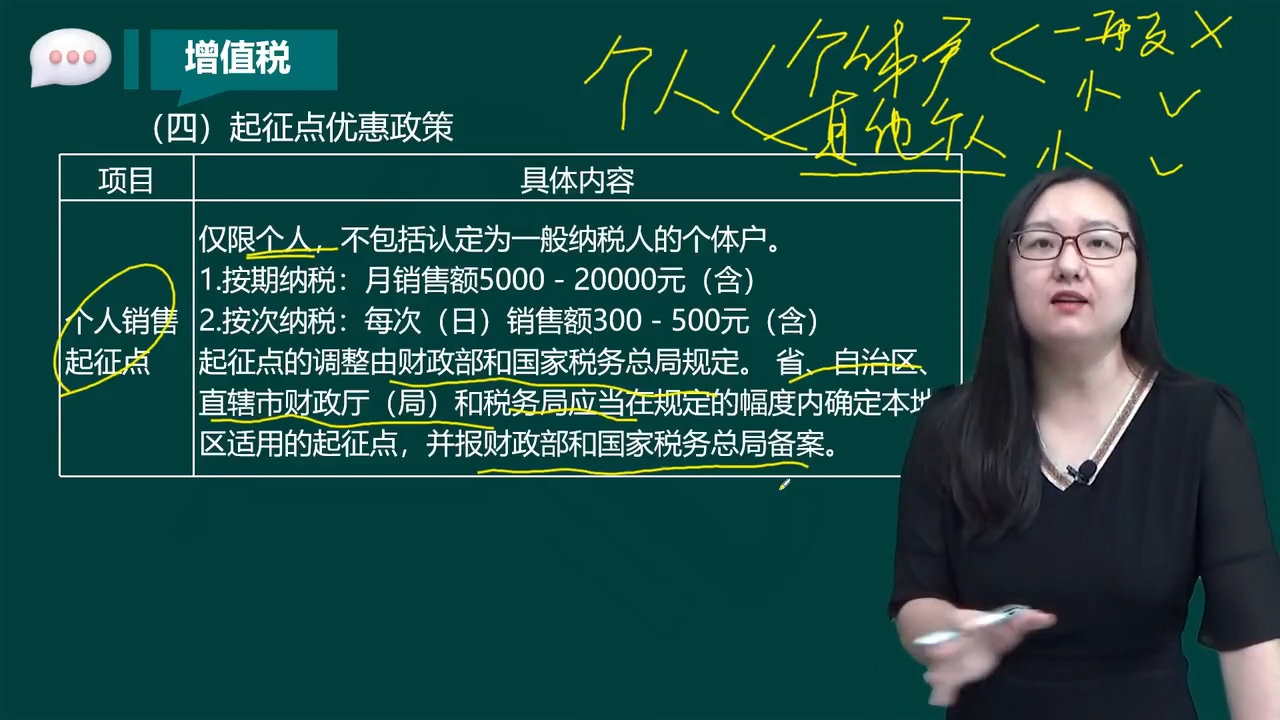 增值税
(四)起征点优惠政策
项目
具体内容
个人销售
起征点
仅限个人，不包括认定为一般纳税人的个体户。
1.按期纳税：月销售额5000－20000元（含）
2.按次纳税：每次（日）销售额300－500元（含）
起征点的调整由财政部和国家税务总局规定。 省、自治区、
直辖市财政厅（局）和税务局应当在规定的幅度内确定本地
区适用的起征点，并报财政部和国家税务总局备案。
个人
个体户
一般 ×
小 √
其他个人 小 √